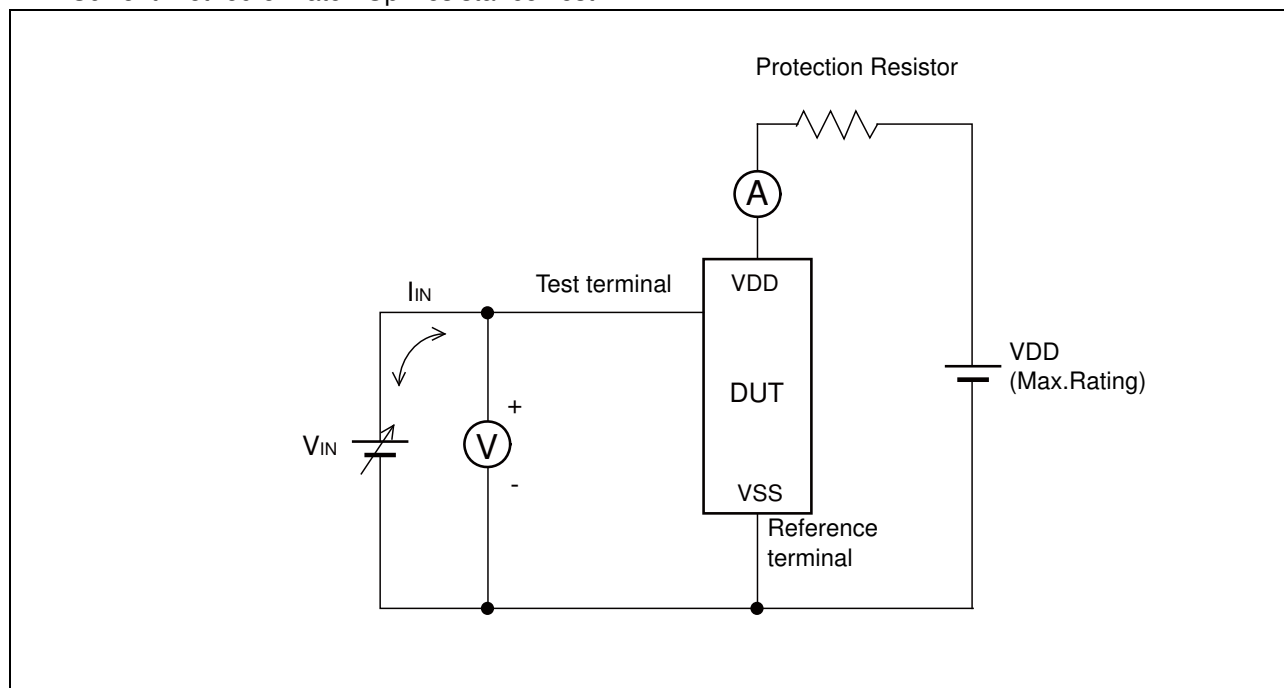 Protection Resistor
A
VDD
Test terminal
IIN
VDD
(Max.Rating)
DUT
+
V
-
VIN
VSS
Reference
terminal